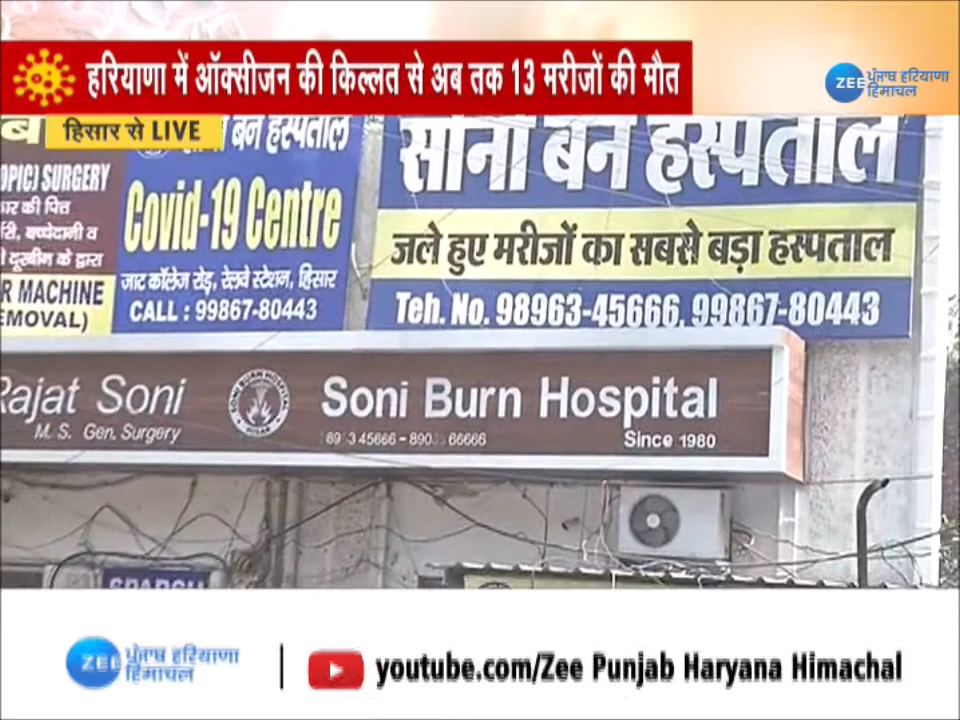 हरियाणा में ऑक्सीजन की किल्लत से अब तक 13 मरीजों की मौत
ZEE ਪੰਜਾਬ हरियाणा
हिमाचल
हिसार से LIVE
OPIC) SURGERY
Covid-19 Centre
जाट कॉलेज रोड़, रेलवे स्टेशन, हिसार
CALL : 99867-80443
R MACHINE
EMOVAL)
सोनी बर्न हस्पताल
जले हुए मरीजों का सबसे बड़ा हस्पताल
Teh. No. 98963-45666, 99867-80443
Rajat Soni
M. S. Gen. Surgery
Soni Burn Hospital
Since 1980
ZEE ਪੰਜਾਬ हरियाणा
हिमाचल
youtube.com/Zee Punjab Haryana Himachal